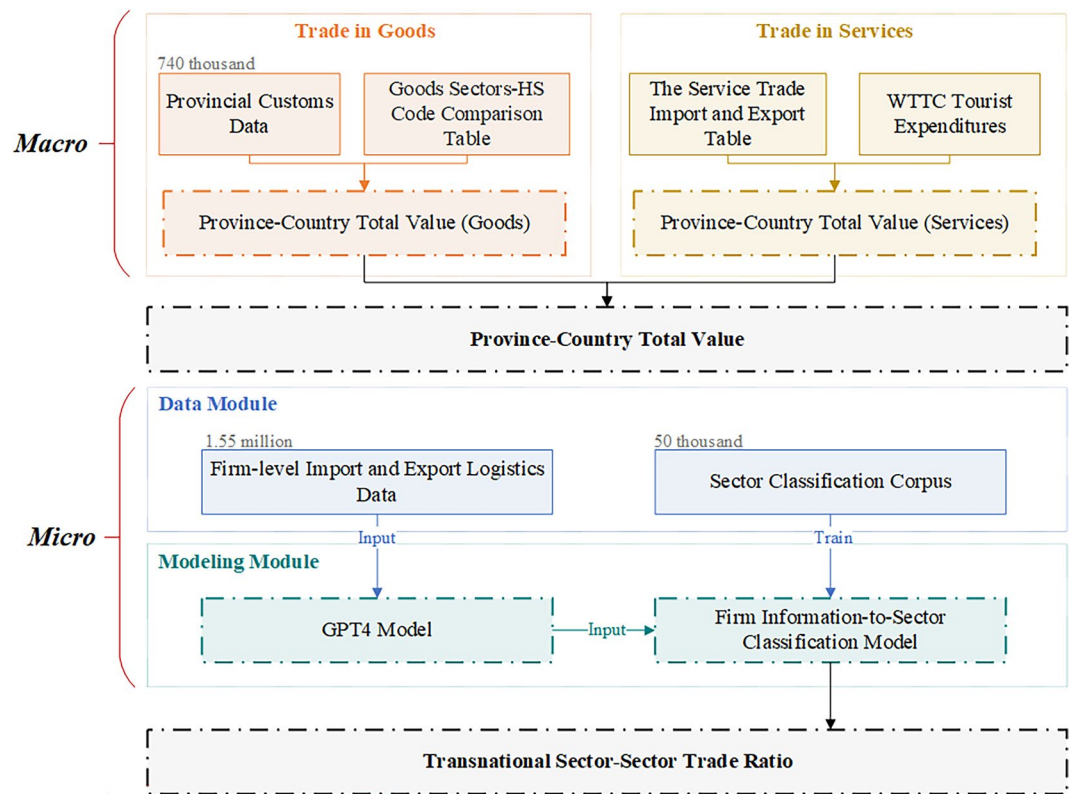 Trade in Goods
Trade in Services
740 thousand
Provincial Customs
Data
Goods Sectors-HS
Code Comparison
Table
The Service Trade
Import and Export
Table
WTTC Tourist
Expenditures
Macro
Province-Country Total Value (Goods)
Province-Country Total Value (Services)
Province-Country Total Value
Data Module
1.55 million
Firm-level Import and Export Logistics
Data
50 thousand
Sector Classification Corpus
Micro
Input
Train
Modeling Module
GPT4 Model
Input
Firm Information-to-Sector
Classification Model
Transnational Sector-Sector Trade Ratio